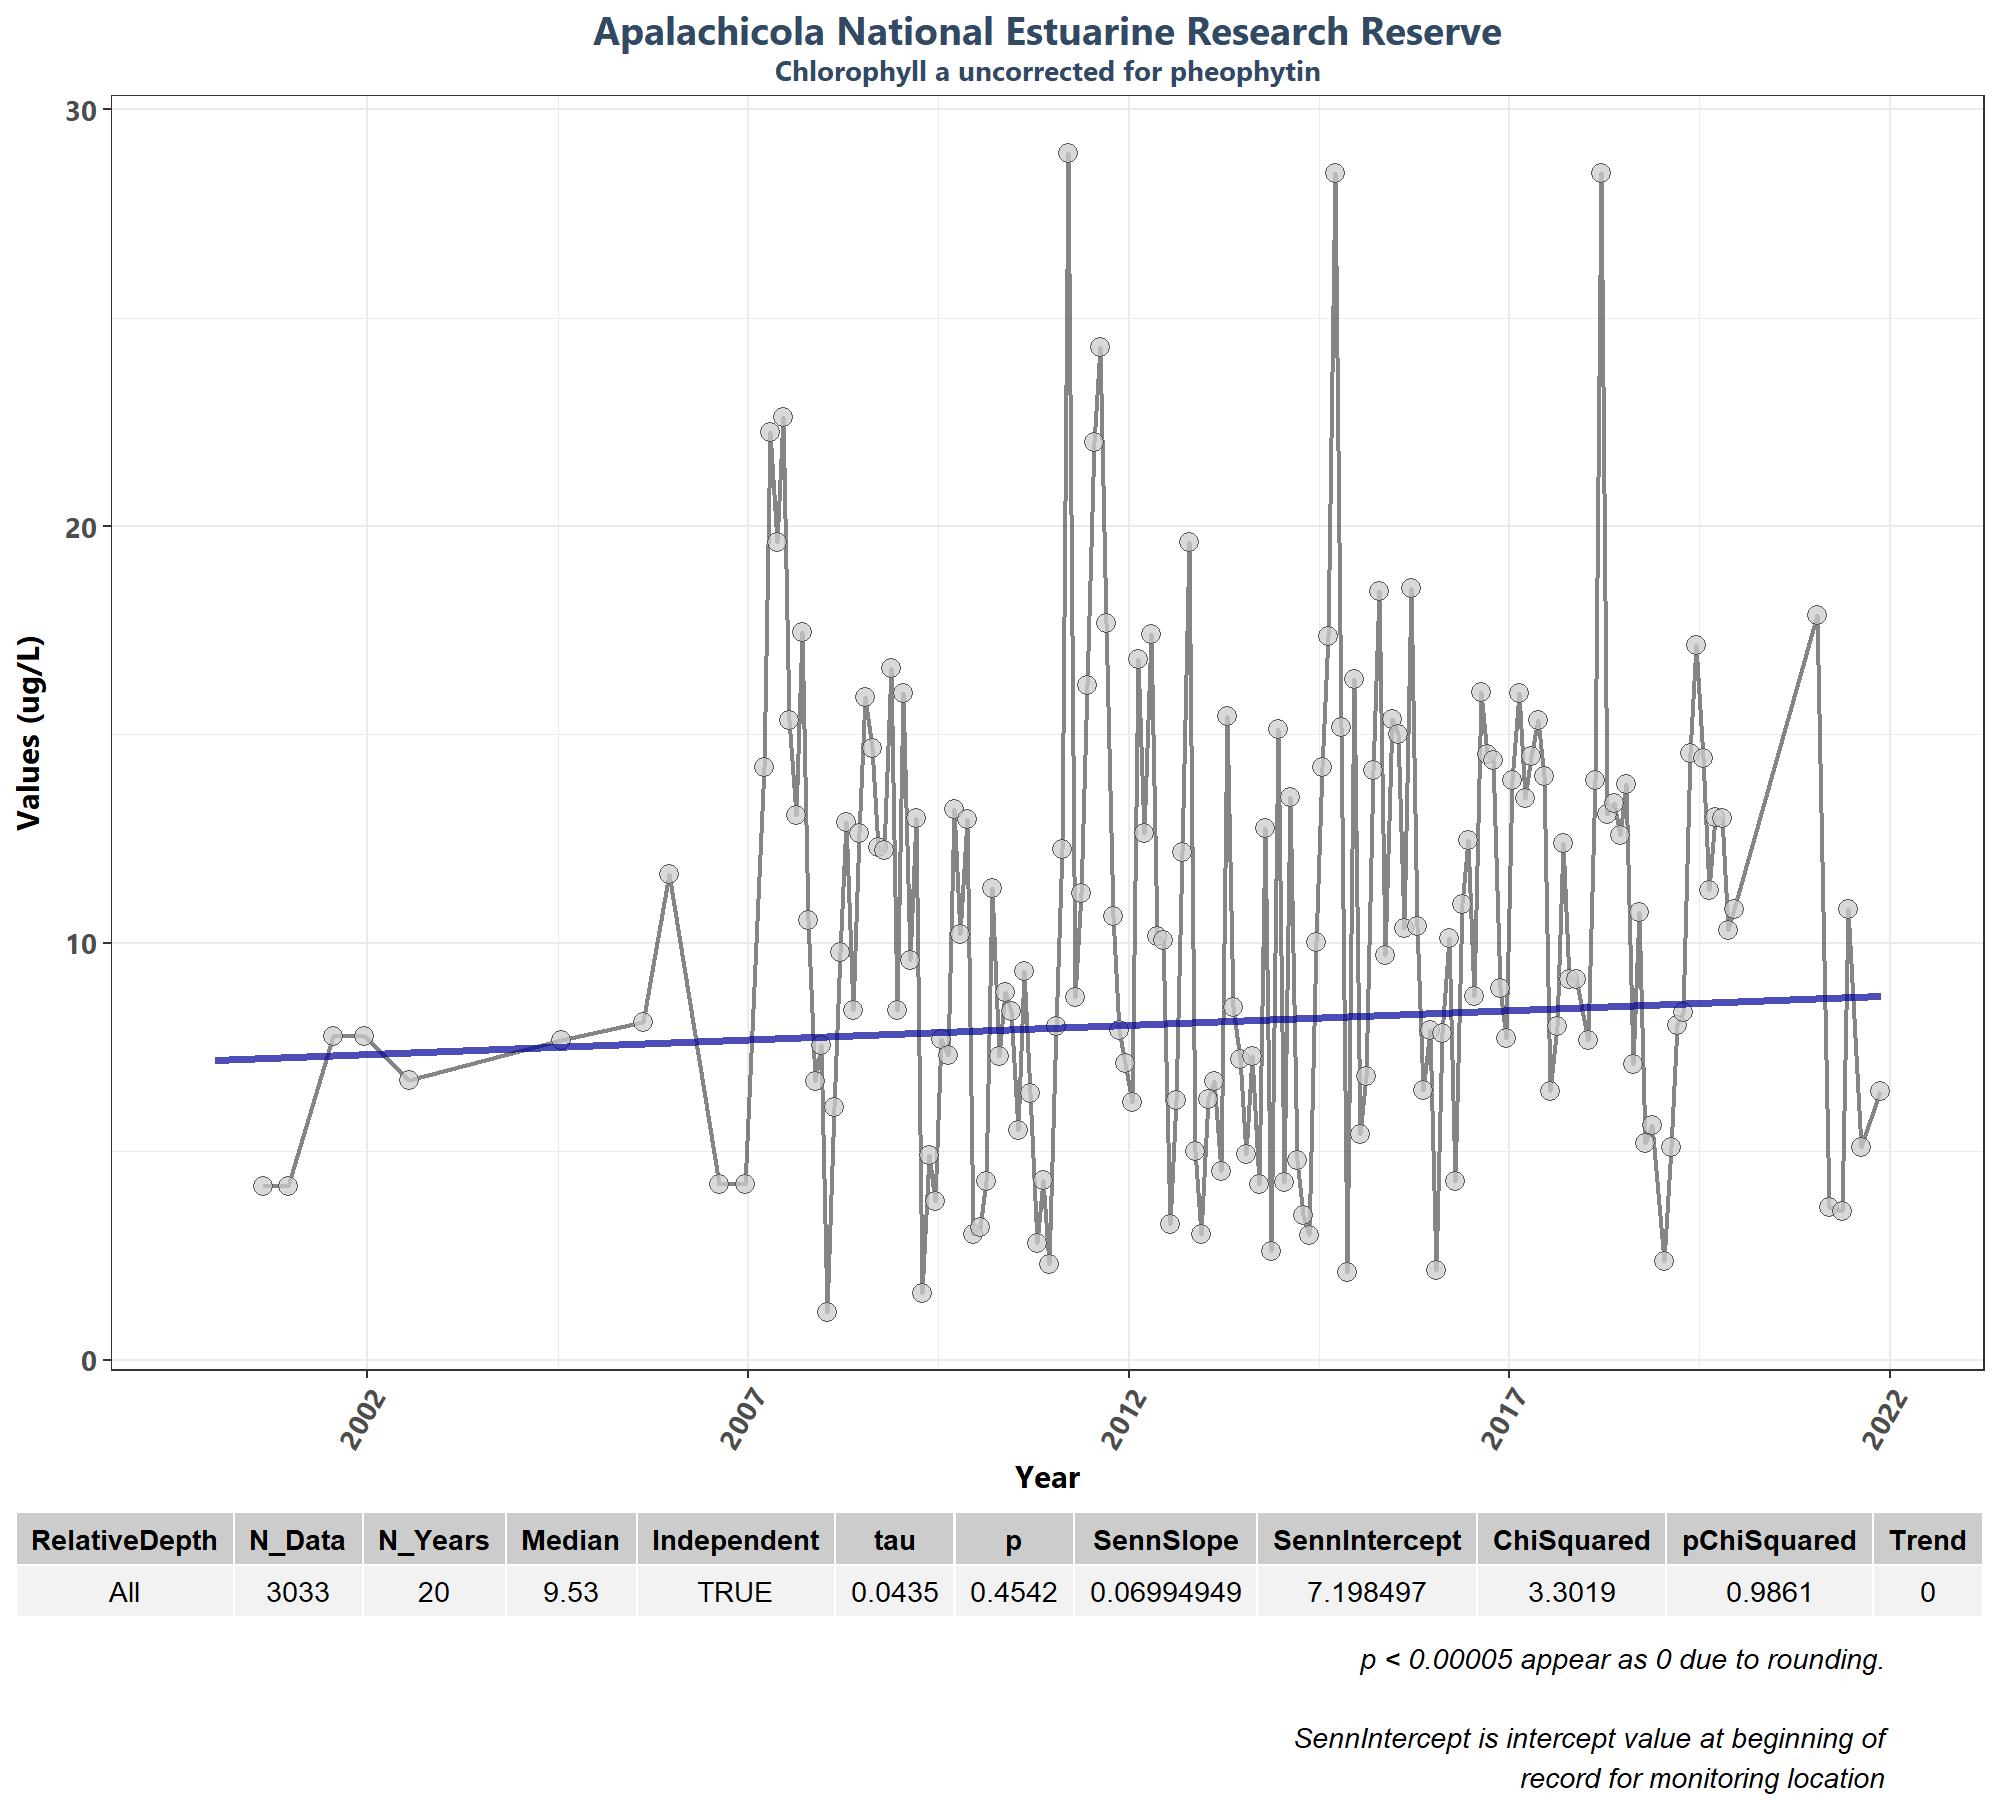 Apalachicola National Estuarine Research Reserve
Chlorophyll a uncorrected for pheophytin
Values (ug/L)
30
20
10
0
2002 2007 2012 2017 2022
Year
RelativeDepth N_Data N_Years Median Independent tau p SennSlope SennIntercept ChiSquared pChiSquared Trend
All 3033 20 9.53 TRUE 0.0435 0.4542 0.06994949 7.198497 3.3019 0.9861 0
p < 0.00005 appear as 0 due to rounding.
SennIntercept is intercept value at beginning of
record for monitoring location